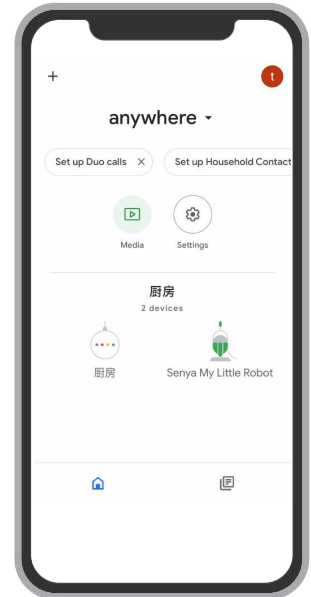 t
anywhere
Set up Duo calls
Set up Household Contact
Media
Settings
厨房
2 devices
厨房
Senya My Little Robot